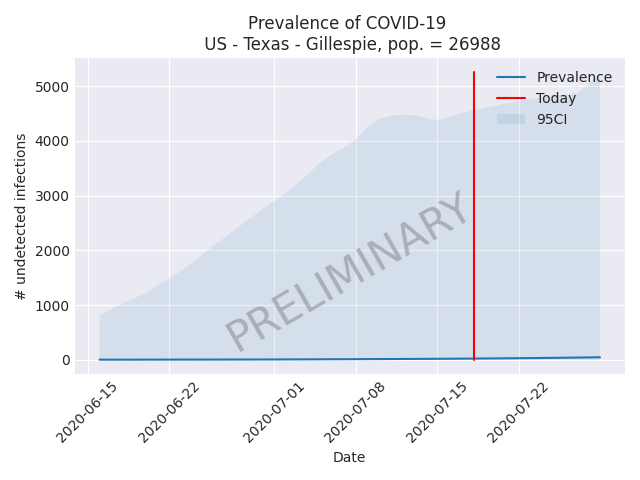 Prevalence of COVID-19
US - Texas - Gillespie, pop. = 26988
Prevalence
Today
95CI
# undetected infections
5000
4000
3000
2000
1000
0
PRELIMINARY
2020-06-15
2020-06-22
2020-07-01
2020-07-08
2020-07-15
2020-07-22
Date